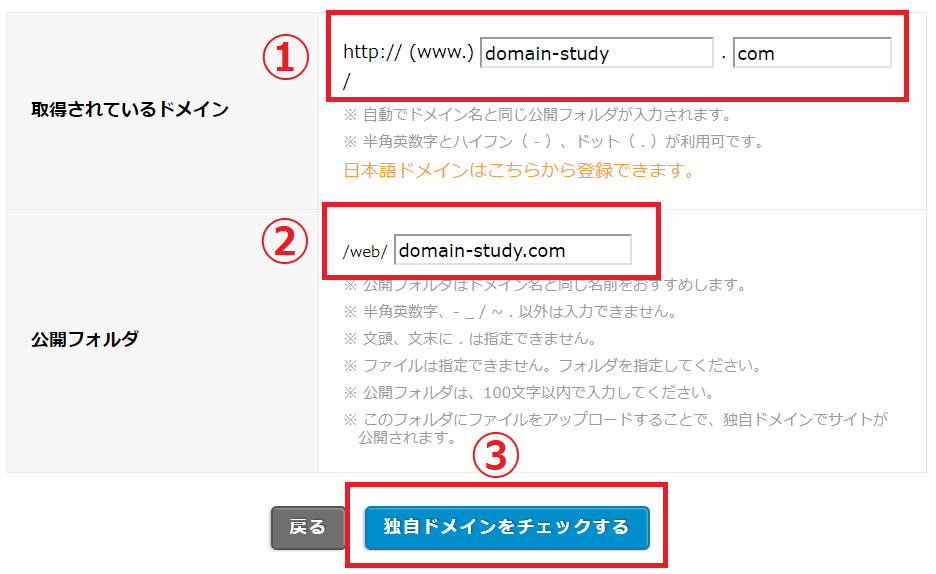 ①
http:// (www.) domain-study . com
/
取得されているドメイン
※ 自動でドメイン名と同じ公開フォルダが入力されます。
※ 半角英数字とハイフン（ - ）、ドット（ . ）が利用可です。
日本語ドメインはこちらから登録できます。
②
/web/ domain-study.com
※ 公開フォルダはドメイン名と同じ名前をおすすめします。
※ 半角英数字、- _ / ~ . 以外は入力できません。
公開フォルダ
※ 文頭、文末に . は指定できません。
※ ファイルは指定できません。フォルダを指定してください。
※ 公開フォルダは、100文字以内で入力してください。
※ このフォルダにファイルをアップロードすることで、独自ドメインでサイトが
公開されます。
③
戻る 独自ドメインをチェックする